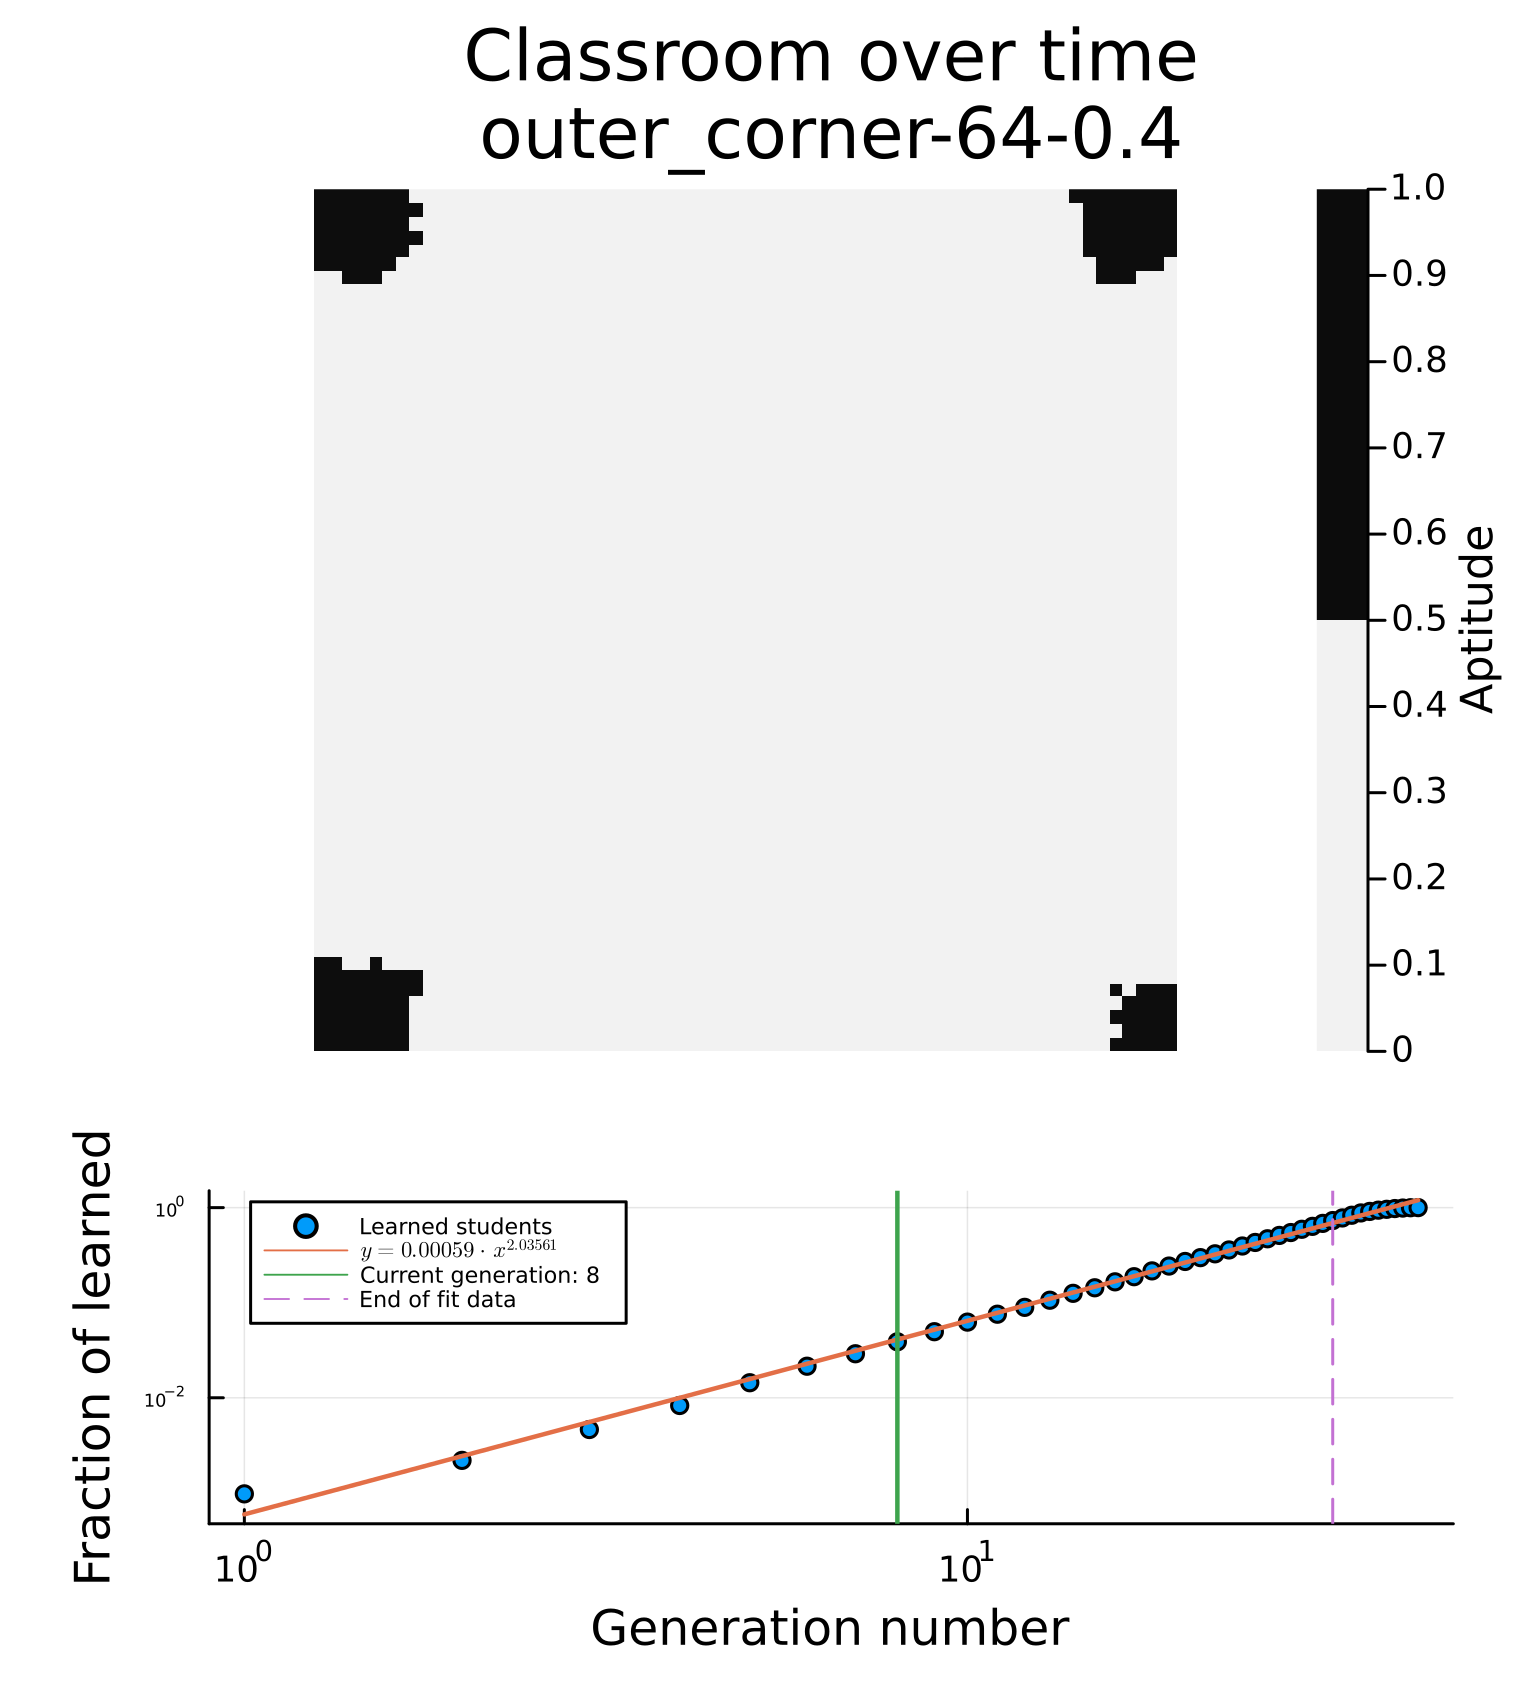 Classroom over time
outer_corner-64-0.4
1.0
0.9
0.8
0.7
0.6
0.5
0.4
0.3
0.2
0.1
0
Aptitude
Fraction of learned
10⁰
10⁻²
Learned students
y = 0.00059 · x^2.03561
Current generation: 8
End of fit data
10⁰
10¹
Generation number